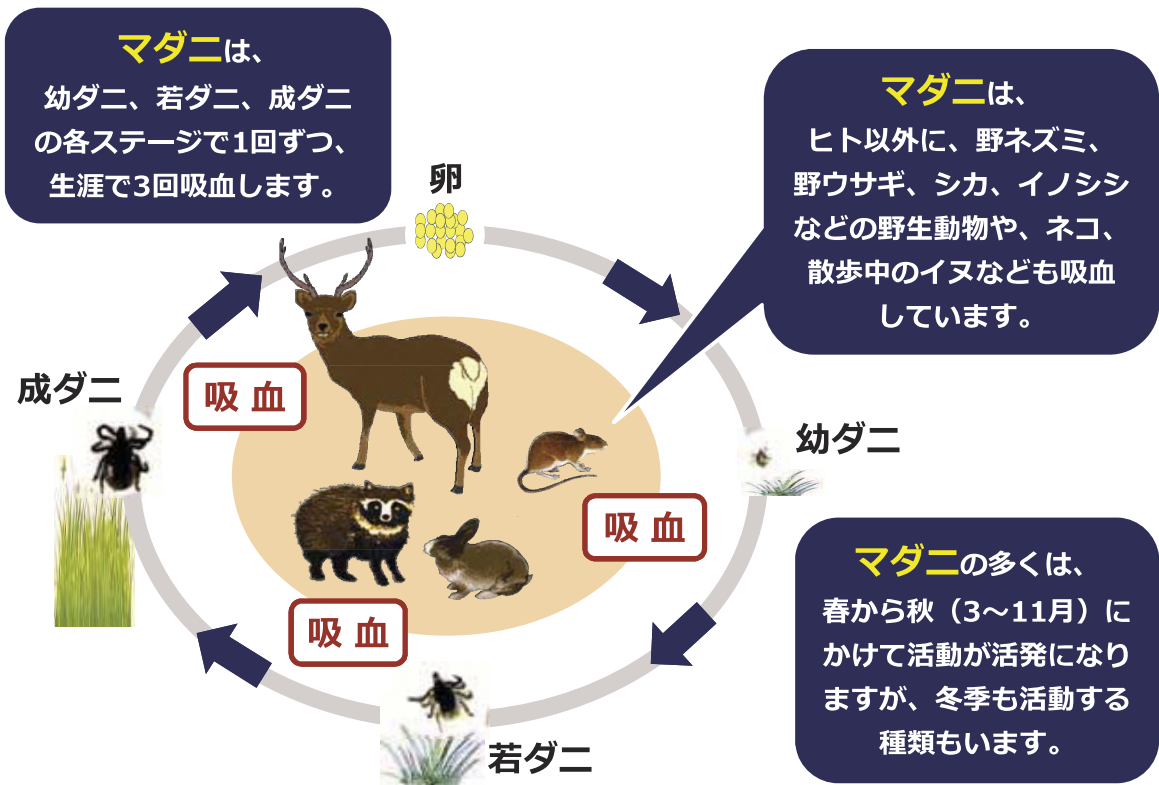 マダニは、
幼ダニ、若ダニ、成ダニ
の各ステージで1回ずつ、
生涯で3回吸血します。
卵
マダニは、
ヒト以外に、野ネズミ、
野ウサギ、シカ、イノシシ
などの野生動物や、ネコ、
散歩中のイヌなども吸血
しています。
成ダニ
吸 血
幼ダニ
吸 血
マダニの多くは、
春から秋（3～11月）に
かけて活動が活発になり
ますが、冬季も活動する
種類もいます。
吸 血
若ダニ